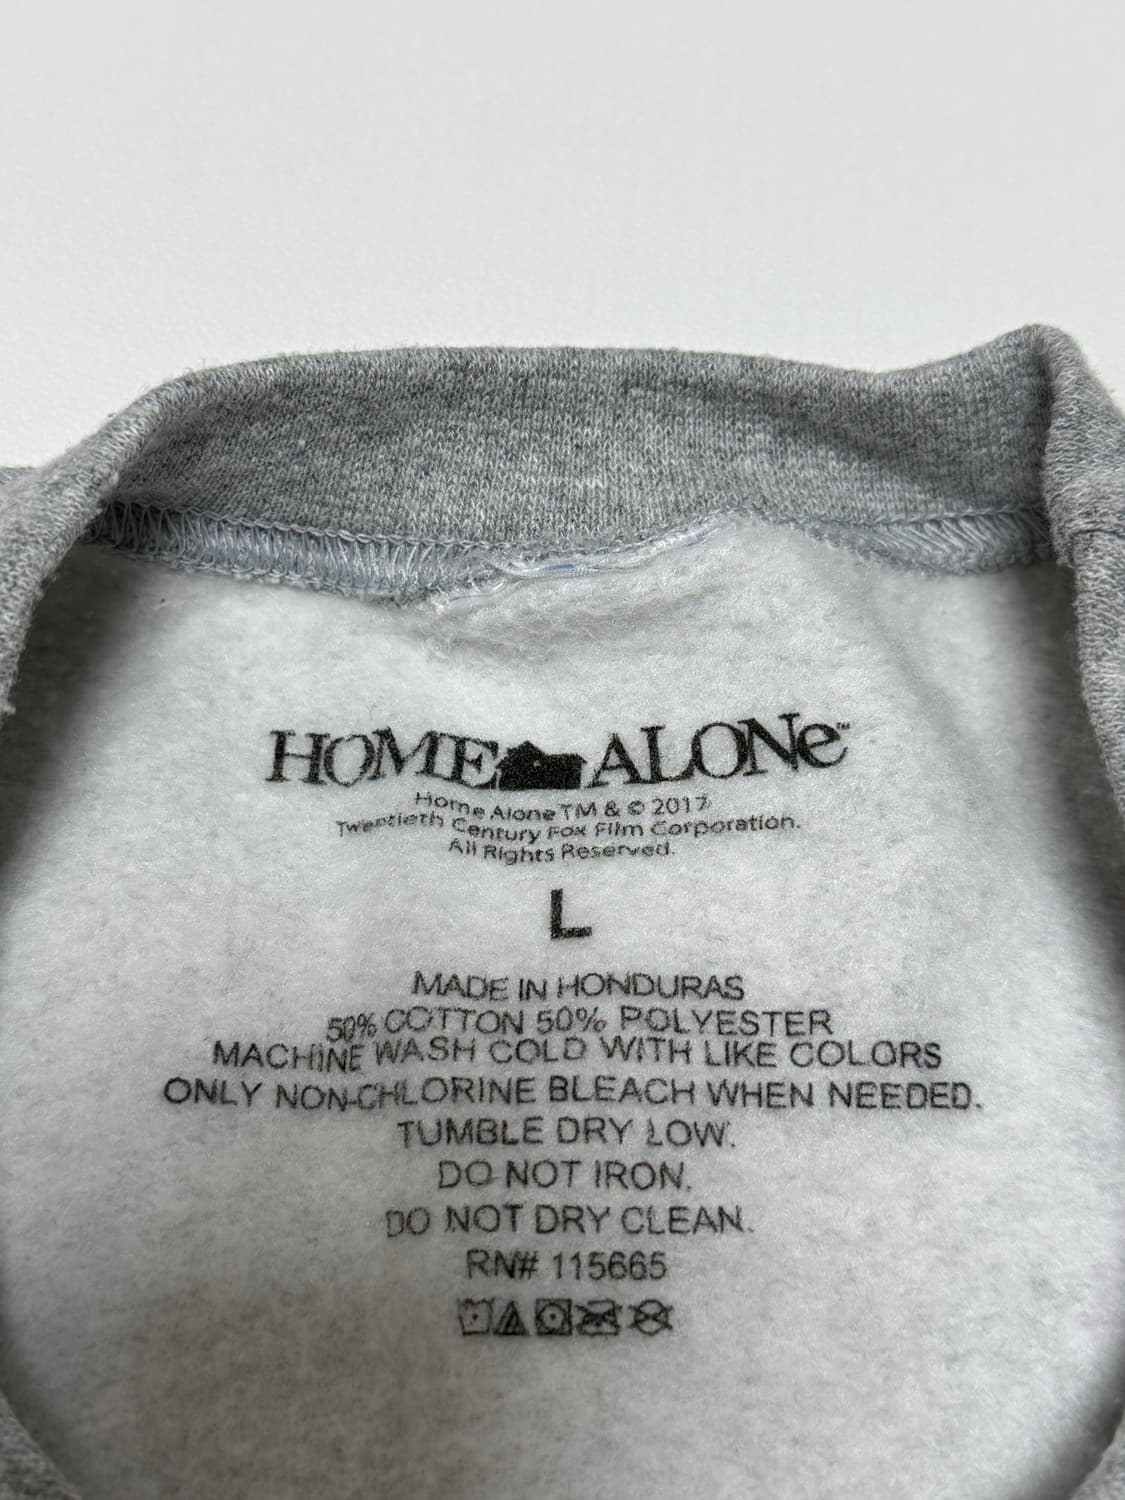 HOME ALONe™
Home Alone TM & © 2017
Twentieth Century Fox Film Corporation.
All Rights Reserved.
L
MADE IN HONDURAS
50% COTTON 50% POLYESTER
MACHINE WASH COLD WITH LIKE COLORS
ONLY NON-CHLORINE BLEACH WHEN NEEDED.
TUMBLE DRY LOW.
DO NOT IRON.
DO NOT DRY CLEAN.
RN# 115665